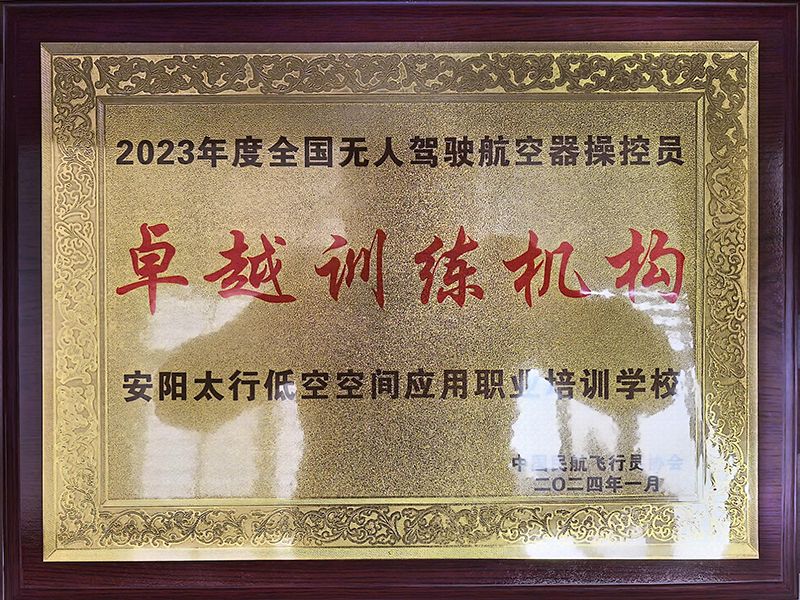 2023年度全国无人驾驶航空器操控员
卓越训练机构
安阳太行低空空间应用职业培训学校
中国民航飞行员协会
二〇二四年一月